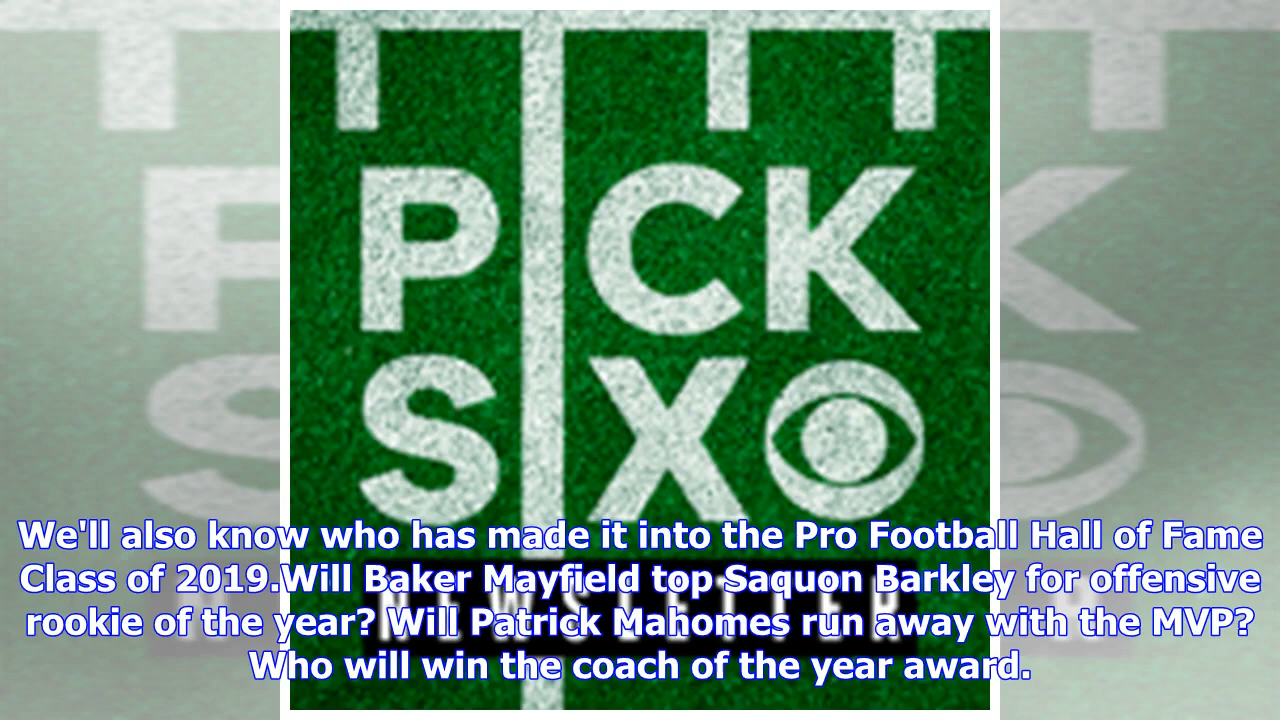 P CK
S X
NEWSLETTER
We'll also know who has made it into the Pro Football Hall of Fame
Class of 2019.Will Baker Mayfield top Saquon Barkley for offensive
rookie of the year? Will Patrick Mahomes run away with the MVP?
Who will win the coach of the year award.